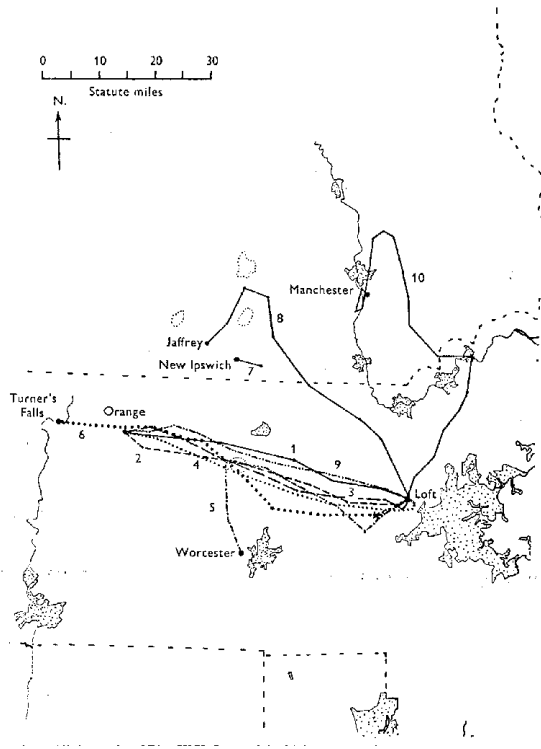 0 10 20 30
Statute miles
N.
10
Manchester
8
Jaffrey
New Ipswich
7
Turner's
Falls
Orange
6
1
2
4
9
3
Loft
5
Worcester